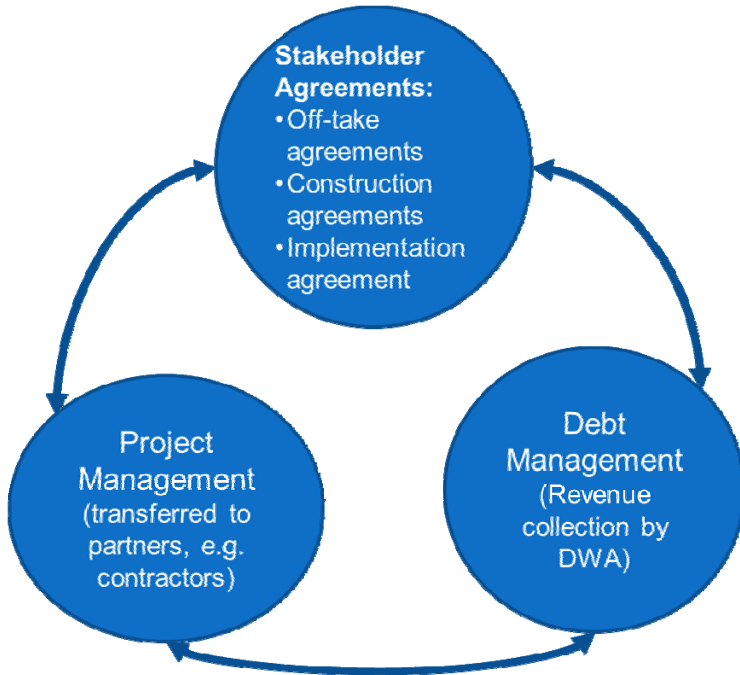 Stakeholder
Agreements:
•Off-take
agreements
•Construction
agreements
•Implementation
agreement
Project
Management
(transferred to
partners, e.g.
contractors)
Debt
Management
(Revenue
collection by
DWA)